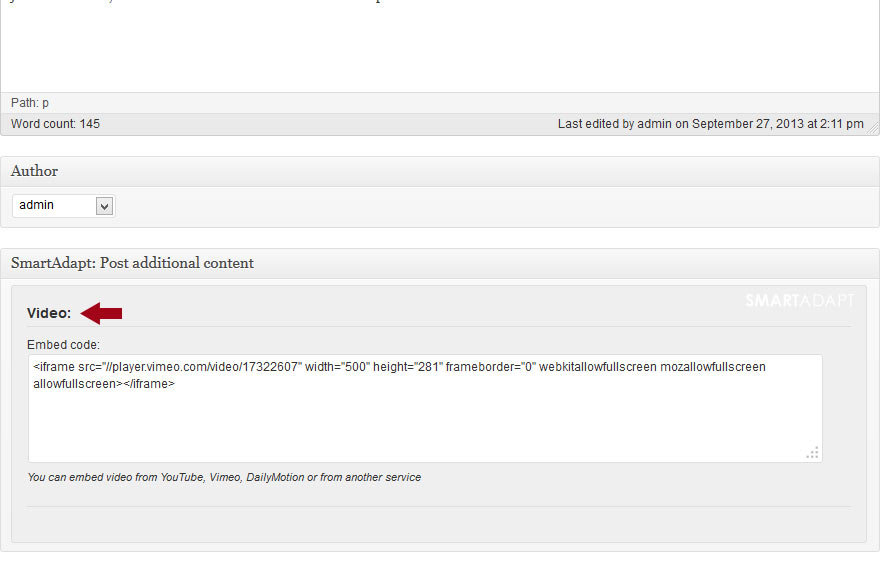 Path: p
Word count: 145
Last edited by admin on September 27, 2013 at 2:11 pm
Author
admin
SmartAdapt: Post additional content
SMARTADAPT
Video:
Embed code:
<iframe src="//player.vimeo.com/video/17322607" width="500" height="281" frameborder="0" webkitallowfullscreen mozallowfullscreen
allowfullscreen></iframe>
You can embed video from YouTube, Vimeo, DailyMotion or from another service